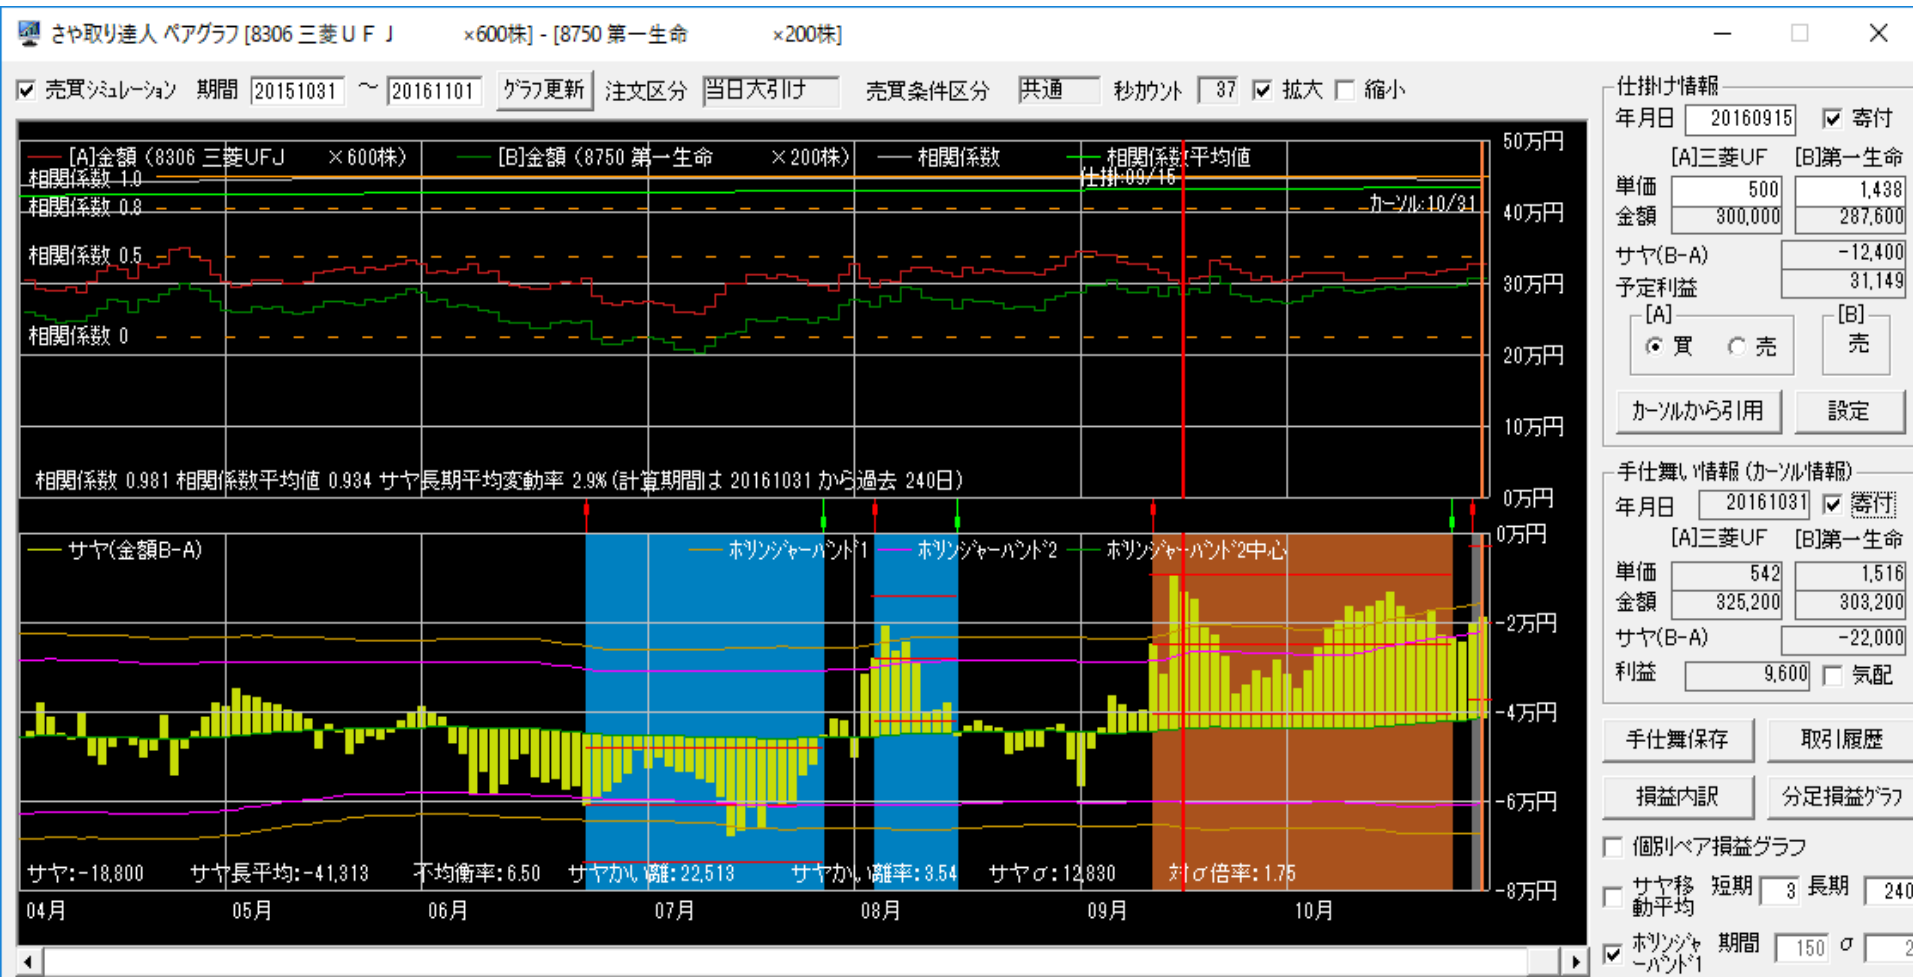 さや取り達人 ペアグラフ [8306 三菱ＵＦＪ ×600株] - [8750 第一生命 ×200株]
売買ｼﾐｭﾚｰｼｮﾝ 期間 20151031 ～ 20161101 ｸﾞﾗﾌ更新 注文区分 当日大引け 売買条件区分 共通 秒ｶｳﾝﾄ 37 拡大 縮小
[A]金額 (8306 三菱UFJ ×600株) [B]金額 (8750 第一生命 ×200株) 相関係数 相関係数平均値
50万円
相関係数 1.0
仕掛:09/15
相関係数 0.8
カーソル:10/31
40万円
相関係数 0.5
30万円
相関係数 0
20万円
10万円
相関係数 0.981 相関係数平均値 0.934 サヤ長期平均変動率 2.9% (計算期間は 20161031 から過去 240日)
0万円
0万円
サヤ(金額B-A) ﾎﾞﾘﾝｼﾞｬｰﾊﾞﾝﾄﾞ1 ﾎﾞﾘﾝｼﾞｬｰﾊﾞﾝﾄﾞ2 ﾎﾞﾘﾝｼﾞｬｰﾊﾞﾝﾄﾞ2中心
-2万円
-4万円
-6万円
サヤ:-18,800 サヤ長平均:-41,313 不均衡率:6.50 サヤかい離:22,513 サヤかい離率:3.54 サヤσ:12,830 対σ倍率:1.75
-8万円
04月 05月 06月 07月 08月 09月 10月
仕掛け情報
年月日 20160915 寄付
[A]三菱UF [B]第一生命
単価 500 1,438
金額 300,000 287,600
サヤ(B-A) -12,400
予定利益 31,149
[A] [B]
買 売 売
ｶｰｿﾙから引用 設定
手仕舞い情報 (ｶｰｿﾙ情報)
年月日 20161031 寄付
[A]三菱UF [B]第一生命
単価 542 1,516
金額 325,200 303,200
サヤ(B-A) -22,000
利益 9,600 気配
手仕舞保存 取引履歴
損益内訳 分足損益ｸﾞﾗﾌ
個別ペア損益グラフ
サヤ移動平均 短期 3 長期 240
ﾎﾞﾘﾝｼﾞｬｰﾊﾞﾝﾄﾞ1 期間 150 σ 2